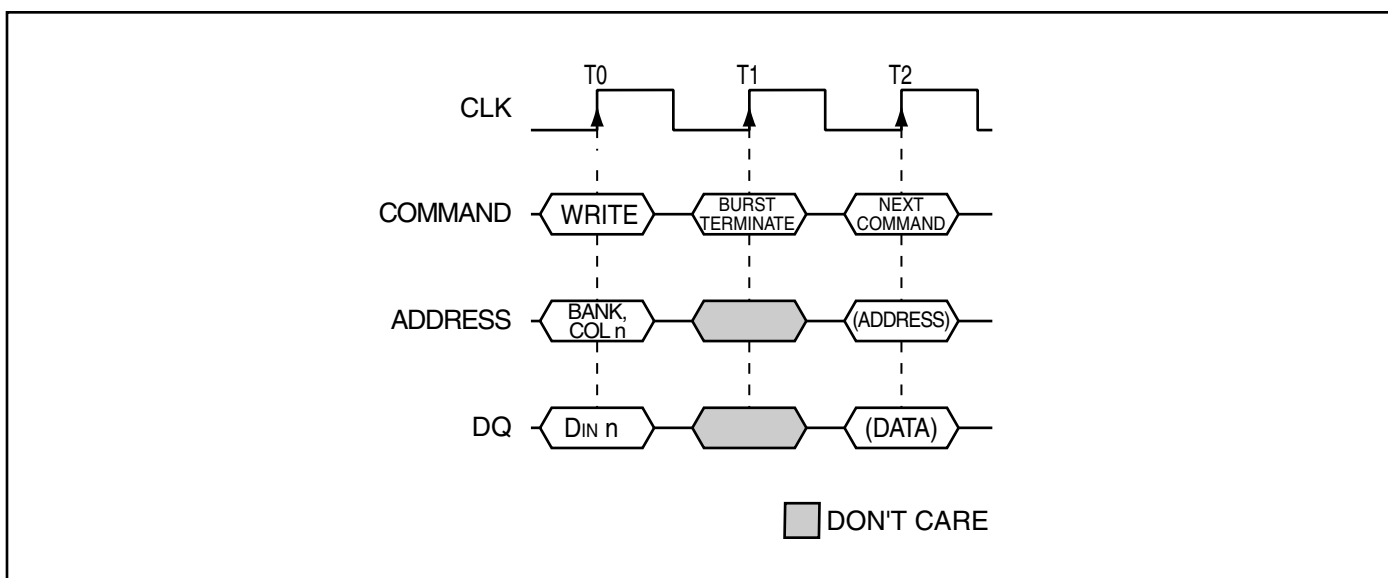 T0 T1 T2
CLK
COMMAND WRITE BURST TERMINATE NEXT COMMAND
ADDRESS BANK, COL n (ADDRESS)
DQ DIN n (DATA)
DON'T CARE